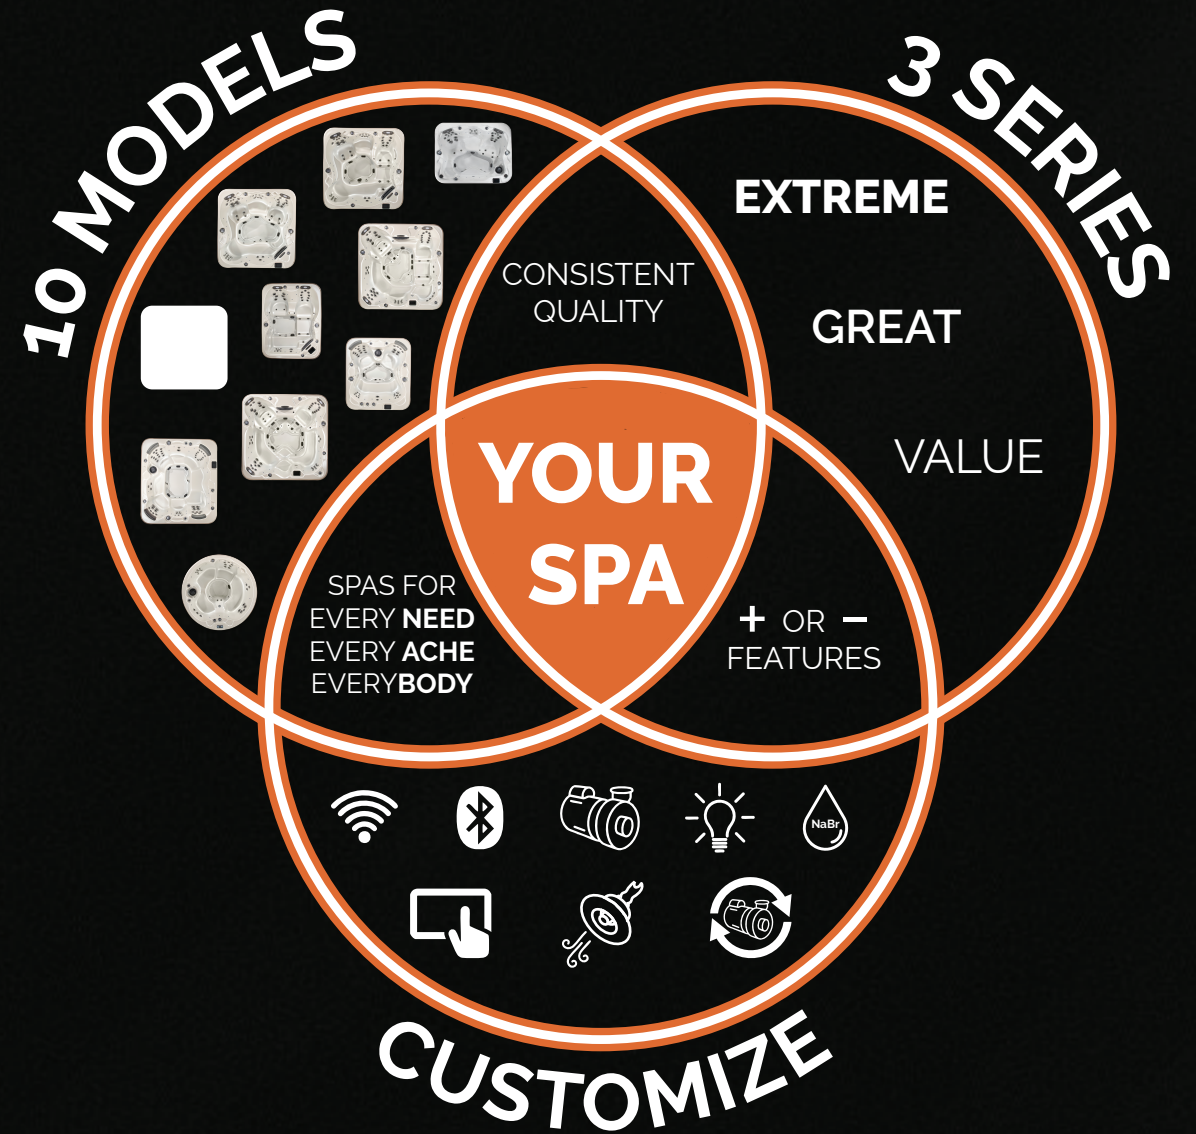 10 MODELS
3 SERIES
EXTREME
GREAT
VALUE
CONSISTENT
QUALITY
YOUR
SPA
SPAS FOR
EVERY NEED
EVERY ACHE
EVERYBODY
+ OR −
FEATURES
NaBr
CUSTOMIZE